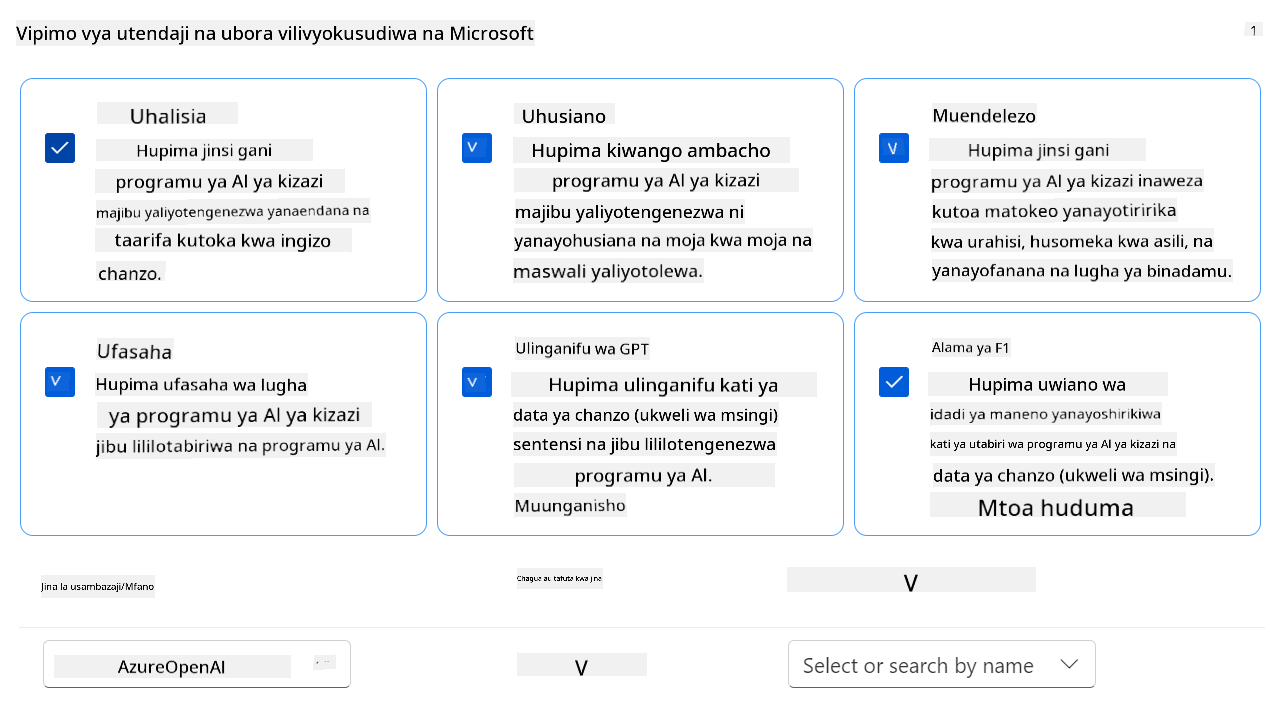 Vipimo vya utendaji na ubora vilivyokusudiwa na Microsoft
1
Uhalisia
Hupima jinsi gani
programu ya AI ya kizazi
majibu yaliyotengenezwa yanaendana na
taarifa kutoka kwa ingizo
chanzo.
V
Uhusiano
Hupima kiwango ambacho
programu ya AI ya kizazi
majibu yaliyotengenezwa ni
yanayohusiana na moja kwa moja na
maswali yaliyotolewa.
V
Muendelezo
Hupima jinsi gani
programu ya AI ya kizazi inaweza
kutoa matokeo yanayotiririka
kwa urahisi, husomeka kwa asili, na
yanayofanana na lugha ya binadamu.
V
Ufasaha
Hupima ufasaha wa lugha
ya programu ya AI ya kizazi
jibu lililotabiriwa na programu ya AI.
V
Ulinganifu wa GPT
Hupima ulinganifu kati ya
data ya chanzo (ukweli wa msingi)
sentensi na jibu lililotengenezwa
programu ya AI.
Muunganisho
Alama ya F1
Hupima uwiano wa
idadi ya maneno yanayoshirikiwa
kati ya utabiri wa programu ya AI ya kizazi na
data ya chanzo (ukweli wa msingi).
Mtoa huduma
Jina la usambazaji/Mfano
Chagua au tafuta kwa jina
V
AzureOpenAI
V
Select or search by name